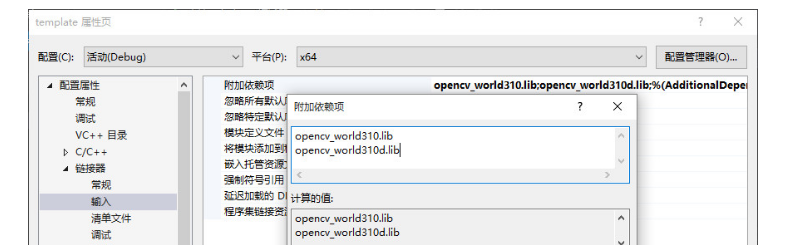 template 属性页
? ×
配置(C): 活动(Debug) 平台(P): x64 配置管理器(O)...
配置属性
常规
调试
VC++ 目录
C/C++
链接器
常规
输入
清单文件
调试
附加依赖项 opencv_world310.lib;opencv_world310d.lib;%(AdditionalDepe
忽略所有默认
忽略特定默认
模块定义文件
将模块添加到
嵌入托管资源
强制符号引用
延迟加载的 D
程序集链接资
附加依赖项 ? ×
opencv_world310.lib
opencv_world310d.lib
计算的值:
opencv_world310.lib
opencv_world310d.lib